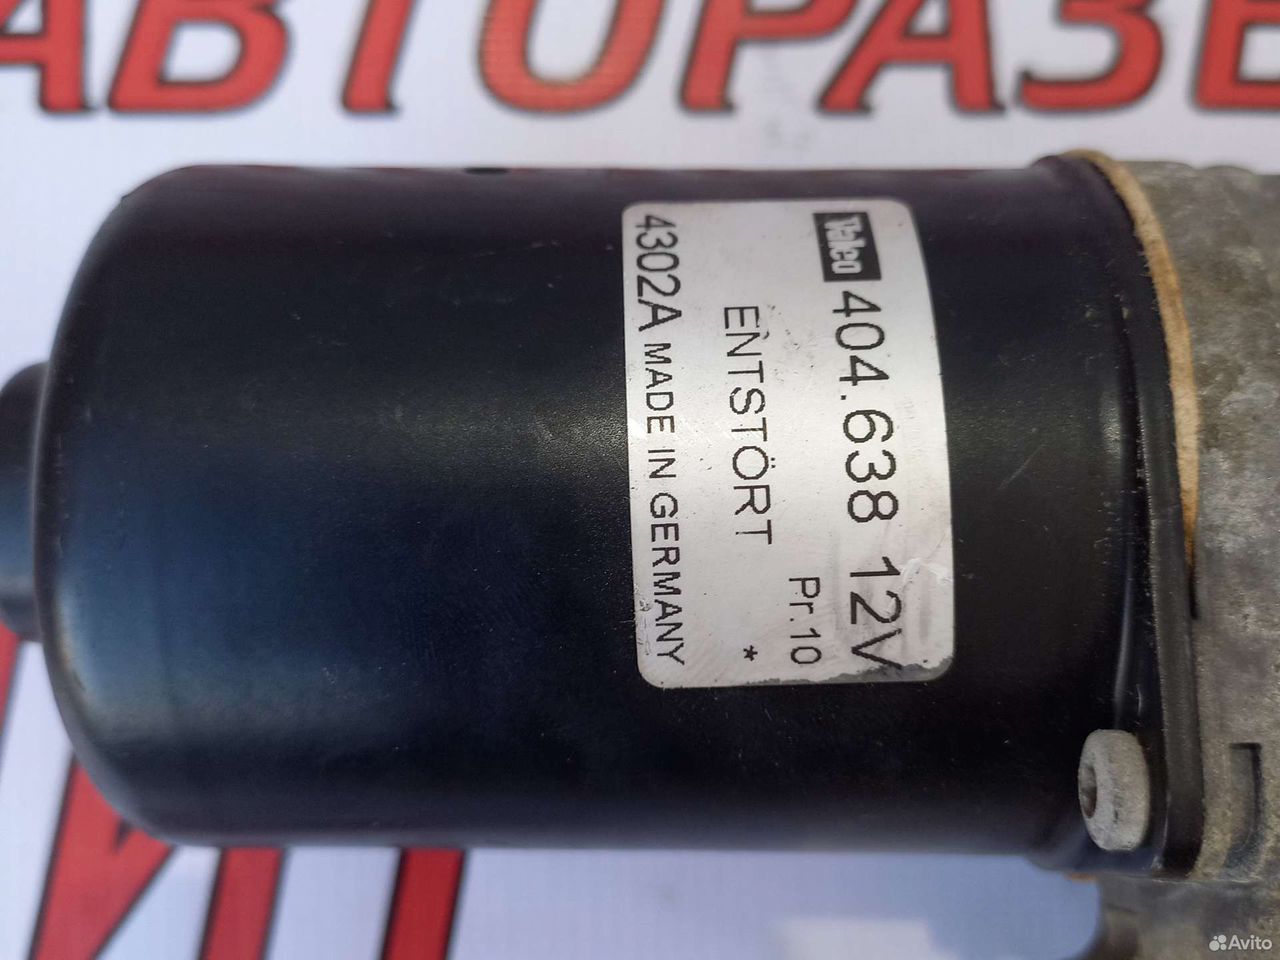 АВТОРАЗБ
Valeo
404.638 12V
Pr.10
ENTSTÖRT *
4302A MADE IN GERMANY
Avito